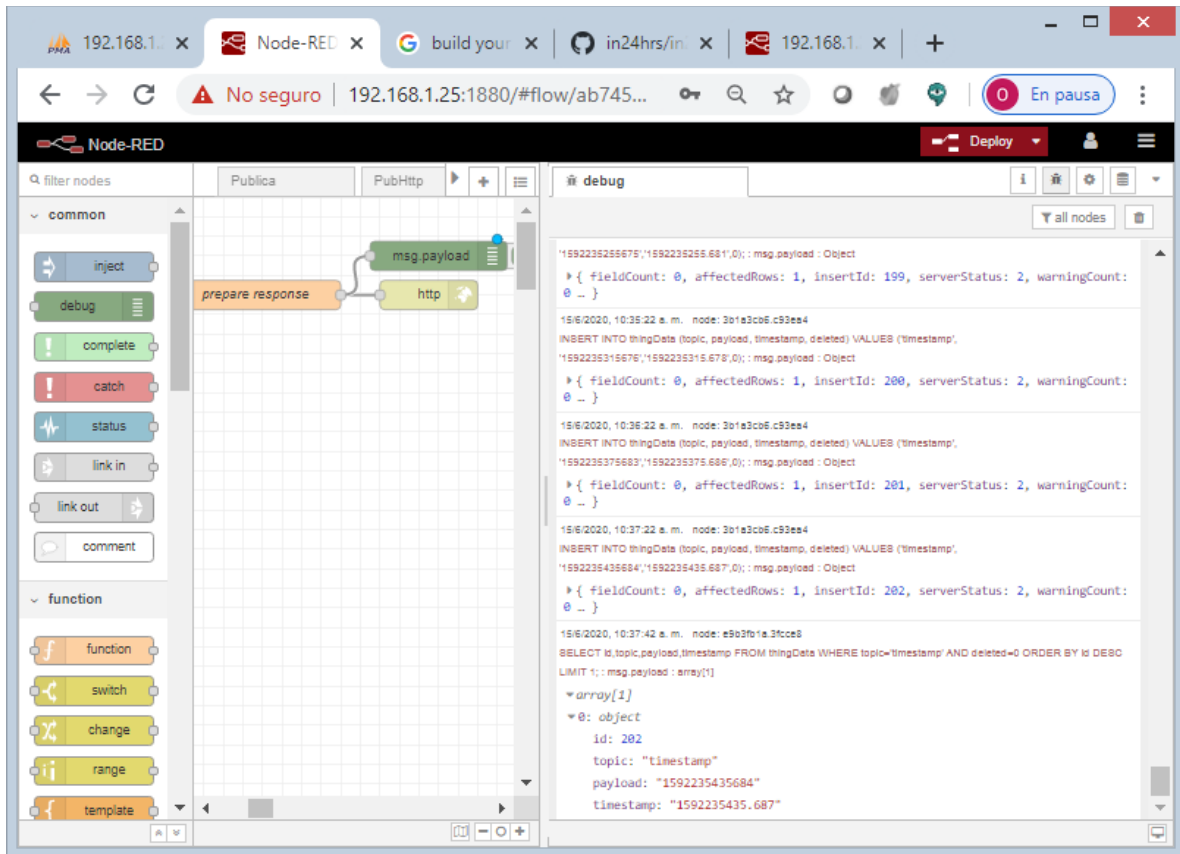 PMA 192.168.1.
Node-RED
build your
in24hrs/in
192.168.1.
No seguro
192.168.1.25:1880/#flow/ab745...
O En pausa
Node-RED
Deploy
filter nodes
Publica
PubHttp
debug
i
common
all nodes
inject
debug
complete
catch
status
link in
link out
comment
function
function
switch
change
range
template
prepare response
msg.payload
http
'1592235255675','1592235255.681',0); : msg.payload : Object
{ fieldCount: 0, affectedRows: 1, insertId: 199, serverStatus: 2, warningCount:
0 … }
15/6/2020, 10:35:22 a. m. node: 3b1a3cb6.c93ea4
INSERT INTO thingData (topic, payload, timestamp, deleted) VALUES ('timestamp',
'1592235315676','1592235315.678',0); : msg.payload : Object
{ fieldCount: 0, affectedRows: 1, insertId: 200, serverStatus: 2, warningCount:
0 … }
15/6/2020, 10:36:22 a. m. node: 3b1a3cb6.c93ea4
INSERT INTO thingData (topic, payload, timestamp, deleted) VALUES ('timestamp',
'1592235375683','1592235375.686',0); : msg.payload : Object
{ fieldCount: 0, affectedRows: 1, insertId: 201, serverStatus: 2, warningCount:
0 … }
15/6/2020, 10:37:22 a. m. node: 3b1a3cb6.c93ea4
INSERT INTO thingData (topic, payload, timestamp, deleted) VALUES ('timestamp',
'1592235435684','1592235435.687',0); : msg.payload : Object
{ fieldCount: 0, affectedRows: 1, insertId: 202, serverStatus: 2, warningCount:
0 … }
15/6/2020, 10:37:42 a. m. node: e9b3fb1a.3fcce8
SELECT id,topic,payload,timestamp FROM thingData WHERE topic='timestamp' AND deleted=0 ORDER BY id DESC
LIMIT 1; : msg.payload : array[1]
array[1]
0: object
id: 202
topic: "timestamp"
payload: "1592235435684"
timestamp: "1592235435.687"